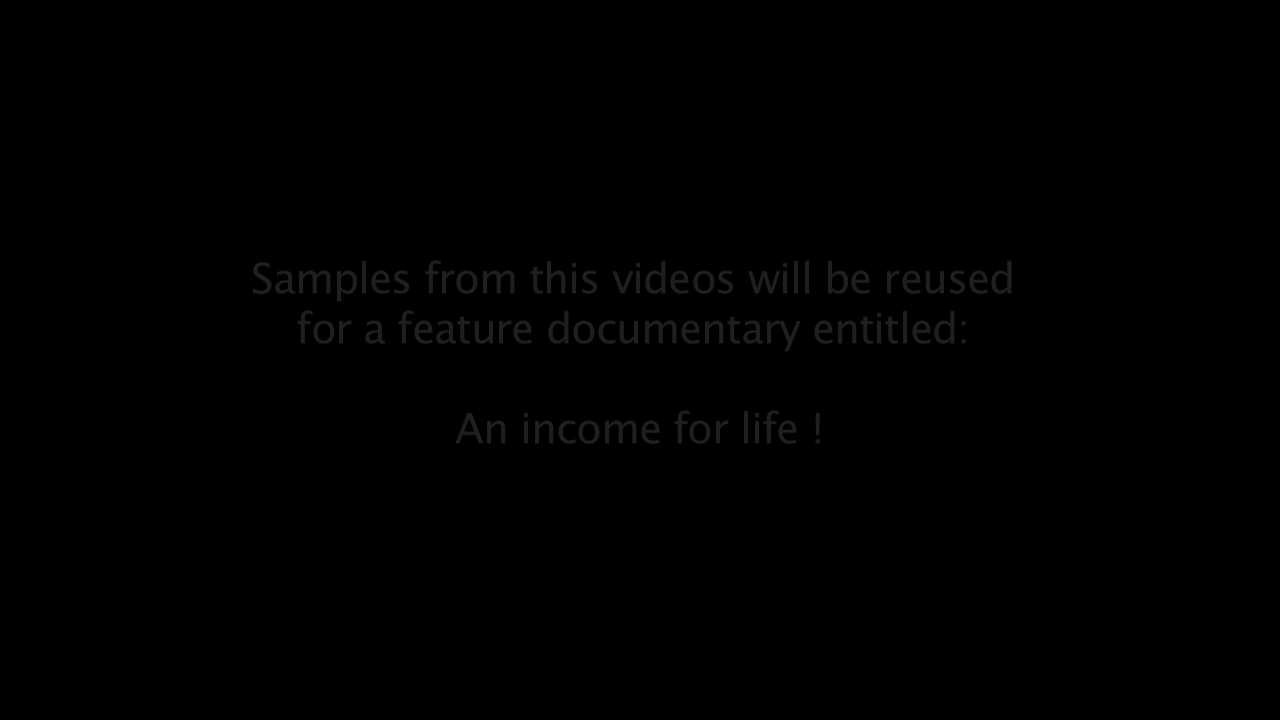 Samples from this videos will be reused
for a feature documentary entitled:
An income for life !